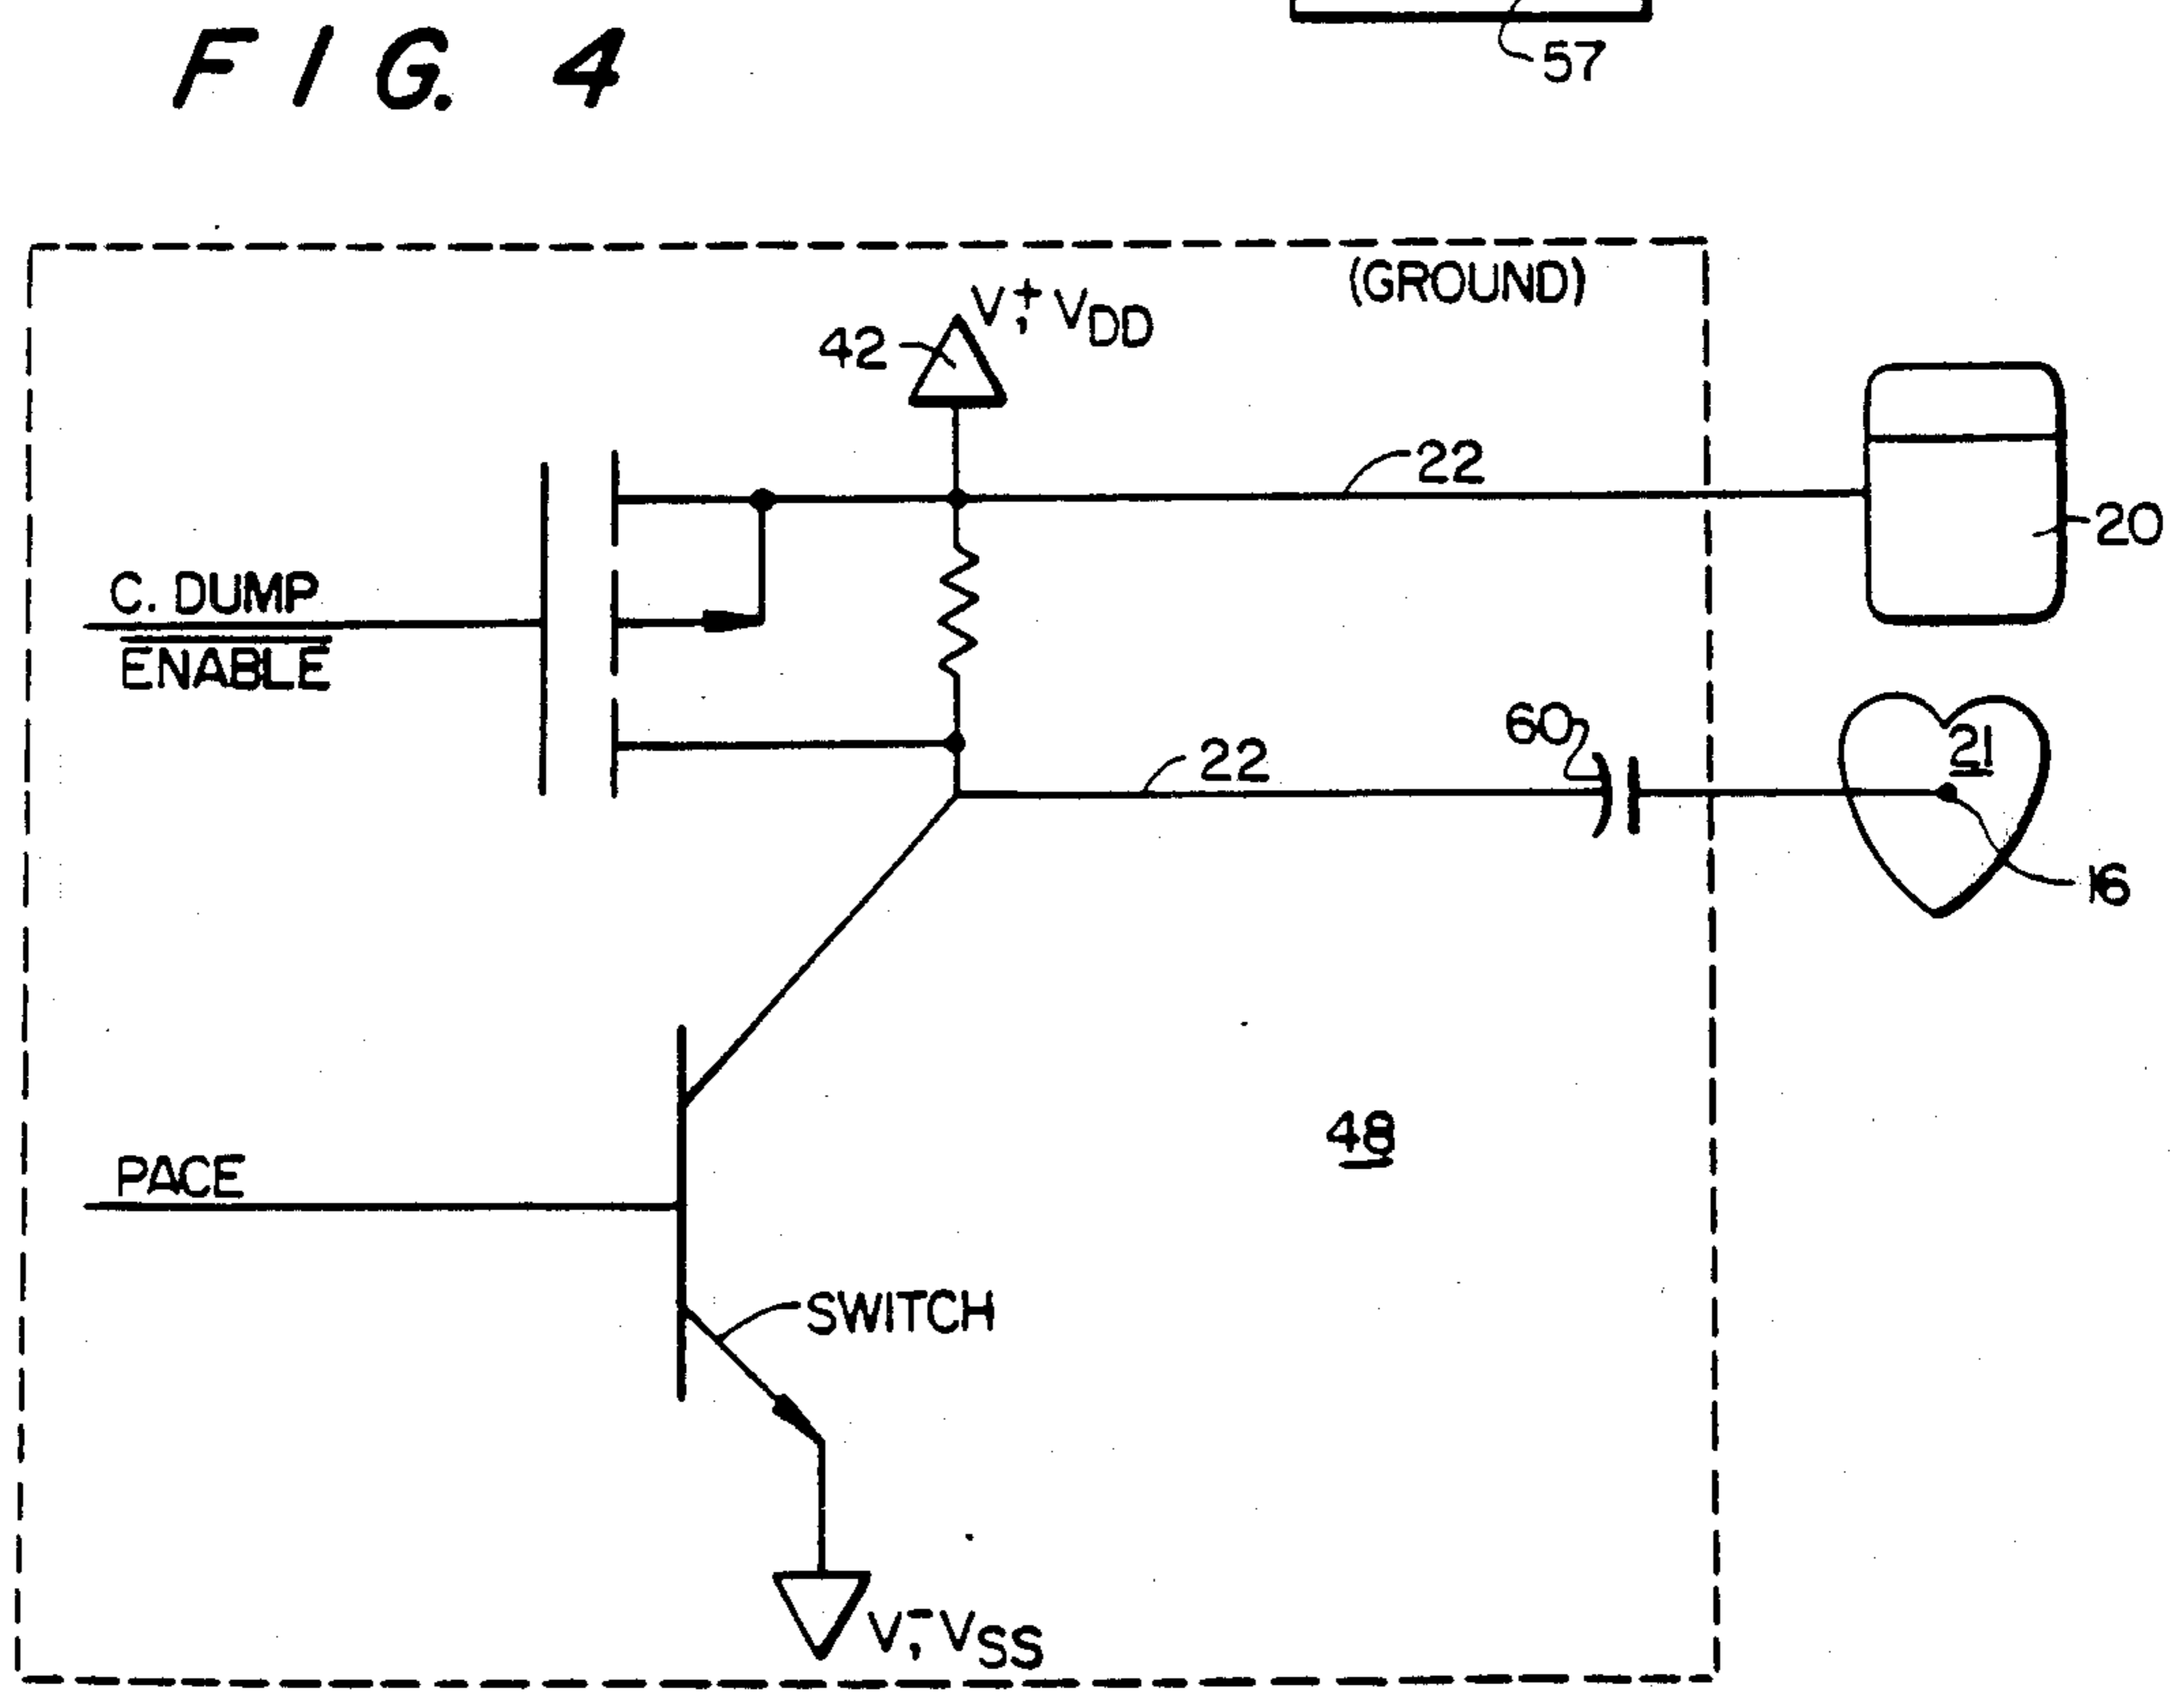 FIG. 4
57
(GROUND)
V+, VDD
42
22
20
C. DUMP
ENABLE
60
21
22
16
48
PACE
SWITCH
V-, VSS